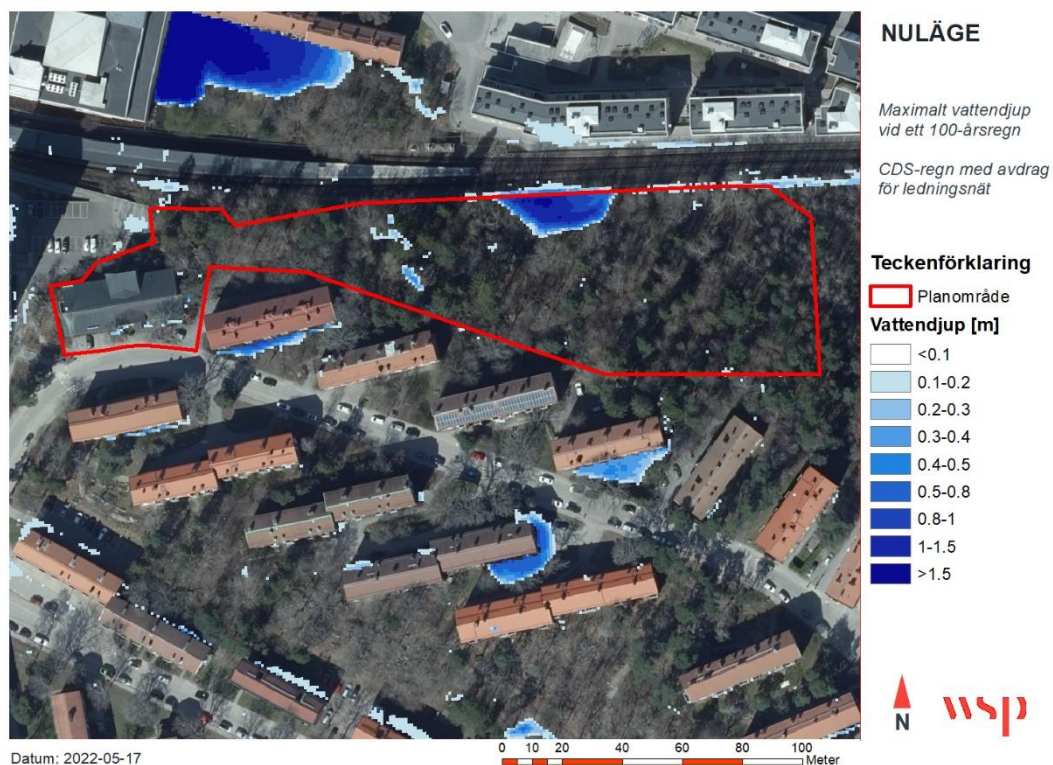 NULÄGE
Maximalt vattendjup
vid ett 100-årsregn
CDS-regn med avdrag
för ledningsnät
Teckenförklaring
Planområde
Vattendjup [m]
<0.1
0.1-0.2
0.2-0.3
0.3-0.4
0.4-0.5
0.5-0.8
0.8-1
1-1.5
>1.5
N
wsp
Datum: 2022-05-17
0 10 20 40 60 80 100
Meter